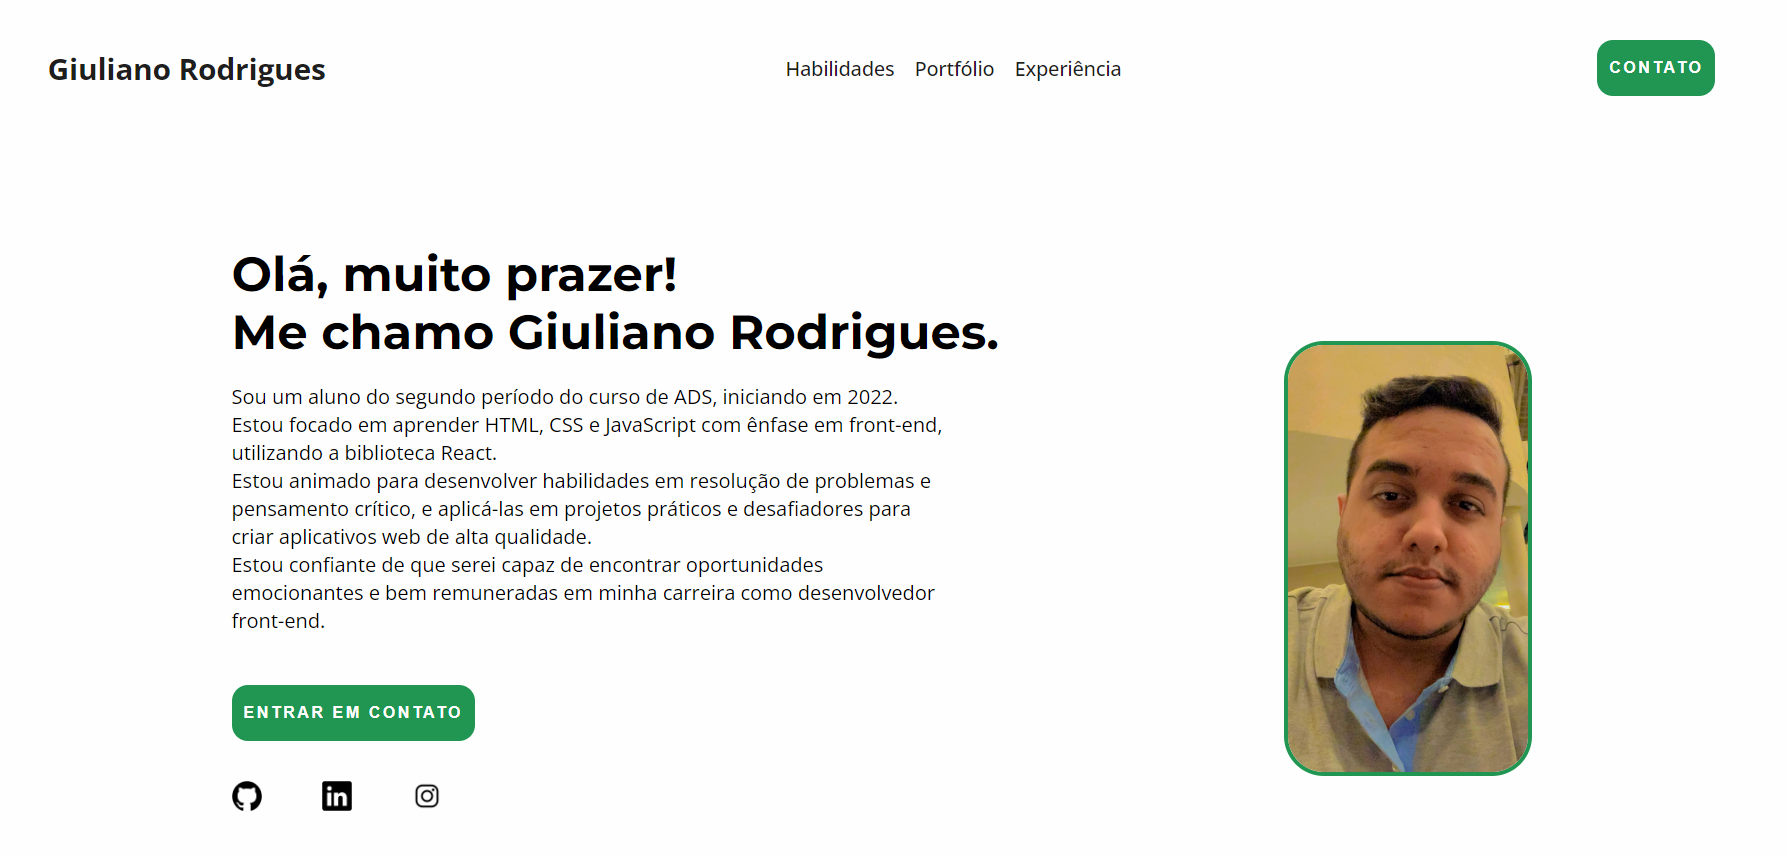 Giuliano Rodrigues
Habilidades Portfólio Experiência
CONTATO
Olá, muito prazer!
Me chamo Giuliano Rodrigues.
Sou um aluno do segundo período do curso de ADS, iniciando em 2022.
Estou focado em aprender HTML, CSS e JavaScript com ênfase em front-end,
utilizando a biblioteca React.
Estou animado para desenvolver habilidades em resolução de problemas e
pensamento crítico, e aplicá-las em projetos práticos e desafiadores para
criar aplicativos web de alta qualidade.
Estou confiante de que serei capaz de encontrar oportunidades
emocionantes e bem remuneradas em minha carreira como desenvolvedor
front-end.
ENTRAR EM CONTATO
in